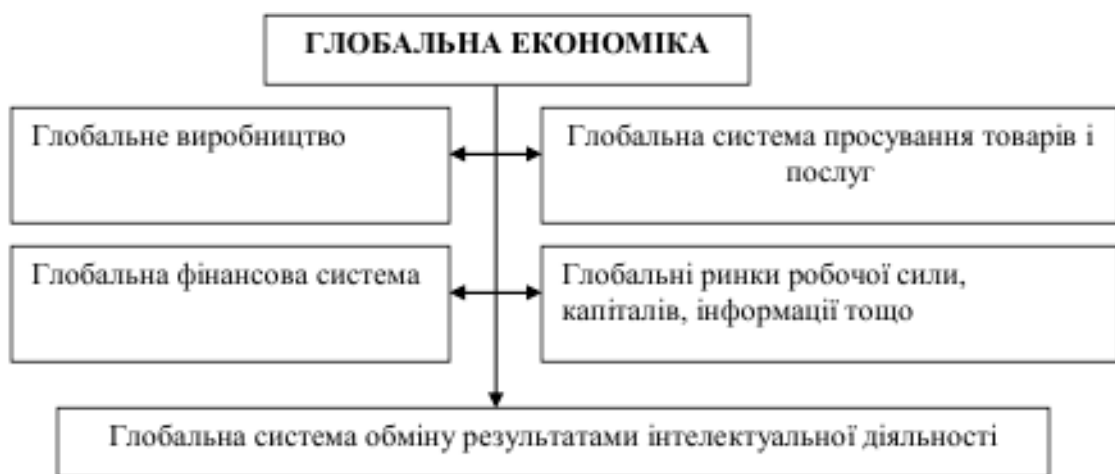 ГЛОБАЛЬНА ЕКОНОМІКА
Глобальне виробництво
Глобальна система просування товарів і
послуг
Глобальна фінансова система
Глобальні ринки робочої сили,
капіталів, інформації тощо
Глобальна система обміну результатами інтелектуальної діяльності